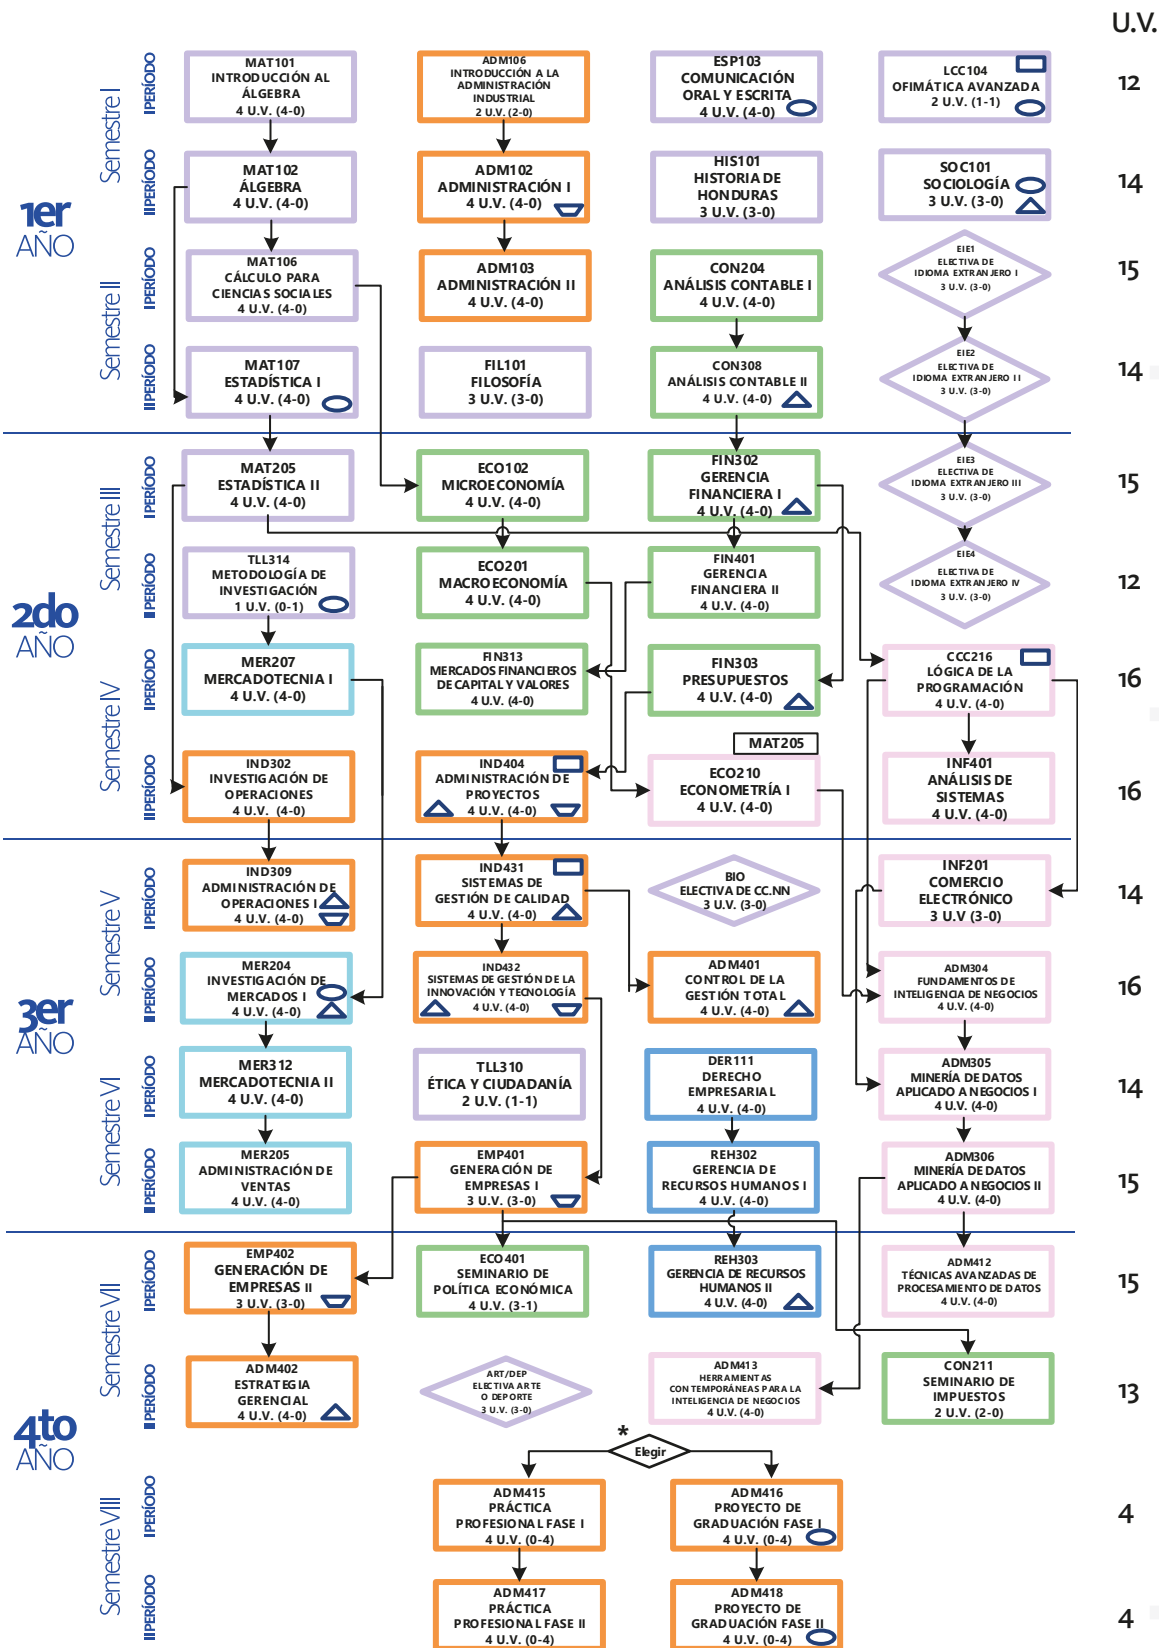 U.V.
1er
AÑO
Semestre I
I PERÍODO
MAT101
INTRODUCCIÓN AL
ÁLGEBRA
4 U.V. (4-0)
ADM106
INTRODUCCIÓN A LA
ADMINISTRACIÓN
INDUSTRIAL
2 U.V. (2-0)
ESP103
COMUNICACIÓN
ORAL Y ESCRITA
4 U.V. (4-0)
LCC104
OFIMÁTICA AVANZADA
2 U.V. (1-1)
12
II PERÍODO
MAT102
ÁLGEBRA
4 U.V. (4-0)
ADM102
ADMINISTRACIÓN I
4 U.V. (4-0)
HIS101
HISTORIA DE
HONDURAS
3 U.V. (3-0)
SOC101
SOCIOLOGÍA
3 U.V. (3-0)
14
Semestre II
I PERÍODO
MAT106
CÁLCULO PARA
CIENCIAS SOCIALES
4 U.V. (4-0)
ADM103
ADMINISTRACIÓN II
4 U.V. (4-0)
CON204
ANÁLISIS CONTABLE I
4 U.V. (4-0)
EIE1
ELECTIVA DE
IDIOMA EXTRANJERO I
3 U.V. (3-0)
15
II PERÍODO
MAT107
ESTADÍSTICA I
4 U.V. (4-0)
FIL101
FILOSOFÍA
3 U.V. (3-0)
CON308
ANÁLISIS CONTABLE II
4 U.V. (4-0)
EIE2
ELECTIVA DE
IDIOMA EXTRANJERO II
3 U.V. (3-0)
14
2do
AÑO
Semestre III
I PERÍODO
MAT205
ESTADÍSTICA II
4 U.V. (4-0)
ECO102
MICROECONOMÍA
4 U.V. (4-0)
FIN302
GERENCIA
FINANCIERA I
4 U.V. (4-0)
EIE3
ELECTIVA DE
IDIOMA EXTRANJERO III
3 U.V. (3-0)
15
II PERÍODO
TLL314
METODOLOGÍA DE
INVESTIGACIÓN
1 U.V. (0-1)
ECO201
MACROECONOMÍA
4 U.V. (4-0)
FIN401
GERENCIA
FINANCIERA II
4 U.V. (4-0)
EIE4
ELECTIVA DE
IDIOMA EXTRANJERO IV
3 U.V. (3-0)
12
Semestre IV
I PERÍODO
MER207
MERCADOTECNIA I
4 U.V. (4-0)
FIN313
MERCADOS FINANCIEROS
DE CAPITAL Y VALORES
4 U.V. (4-0)
FIN303
PRESUPUESTOS
4 U.V. (4-0)
CCC216
LÓGICA DE LA
PROGRAMACIÓN
4 U.V. (4-0)
16
II PERÍODO
IND302
INVESTIGACIÓN DE
OPERACIONES
4 U.V. (4-0)
IND404
ADMINISTRACIÓN DE
PROYECTOS
4 U.V. (4-0)
MAT205
ECO210
ECONOMETRÍA I
4 U.V. (4-0)
INF401
ANÁLISIS DE
SISTEMAS
4 U.V. (4-0)
16
3er
AÑO
Semestre V
I PERÍODO
IND309
ADMINISTRACIÓN DE
OPERACIONES I
4 U.V. (4-0)
IND431
SISTEMAS DE
GESTIÓN DE CALIDAD
4 U.V. (4-0)
BIO
ELECTIVA DE CC.NN
3 U.V. (3-0)
INF201
COMERCIO
ELECTRÓNICO
3 U.V (3-0)
14
II PERÍODO
MER204
INVESTIGACIÓN DE
MERCADOS I
4 U.V. (4-0)
IND432
SISTEMAS DE GESTIÓN DE LA
INNOVACIÓN Y TECNOLOGÍA
4 U.V. (4-0)
ADM401
CONTROL DE LA
GESTIÓN TOTAL
4 U.V. (4-0)
ADM304
FUNDAMENTOS DE
INTELIGENCIA DE NEGOCIOS
4 U.V. (4-0)
16
Semestre VI
I PERÍODO
MER312
MERCADOTECNIA II
4 U.V. (4-0)
TLL310
ÉTICA Y CIUDADANÍA
2 U.V. (1-1)
DER111
DERECHO
EMPRESARIAL
4 U.V. (4-0)
ADM305
MINERÍA DE DATOS
APLICADO A NEGOCIOS I
4 U.V. (4-0)
14
II PERÍODO
MER205
ADMINISTRACIÓN DE
VENTAS
4 U.V. (4-0)
EMP401
GENERACIÓN DE
EMPRESAS I
3 U.V. (3-0)
REH302
GERENCIA DE
RECURSOS HUMANOS I
4 U.V. (4-0)
ADM306
MINERÍA DE DATOS
APLICADO A NEGOCIOS II
4 U.V. (4-0)
15
4to
AÑO
Semestre VII
I PERÍODO
EMP402
GENERACIÓN DE
EMPRESAS II
3 U.V. (3-0)
ECO401
SEMINARIO DE
POLÍTICA ECONÓMICA
4 U.V. (3-1)
REH303
GERENCIA DE RECURSOS
HUMANOS II
4 U.V. (4-0)
ADM412
TÉCNICAS AVANZADAS DE
PROCESAMIENTO DE DATOS
4 U.V. (4-0)
15
II PERÍODO
ADM402
ESTRATEGIA
GERENCIAL
4 U.V. (4-0)
ART/DEP
ELECTIVA ARTE
O DEPORTE
3 U.V. (3-0)
ADM413
HERRAMIENTAS
CONTEMPORÁNEAS PARA LA
INTELIGENCIA DE NEGOCIOS
4 U.V. (4-0)
CON211
SEMINARIO DE
IMPUESTOS
2 U.V. (2-0)
13
*
Elegir
Semestre VIII
I PERÍODO
ADM415
PRÁCTICA
PROFESIONAL FASE I
4 U.V. (0-4)
ADM416
PROYECTO DE
GRADUACIÓN FASE I
4 U.V. (0-4)
4
II PERÍODO
ADM417
PRÁCTICA
PROFESIONAL FASE II
4 U.V. (0-4)
ADM418
PROYECTO DE
GRADUACIÓN FASE II
4 U.V. (0-4)
4